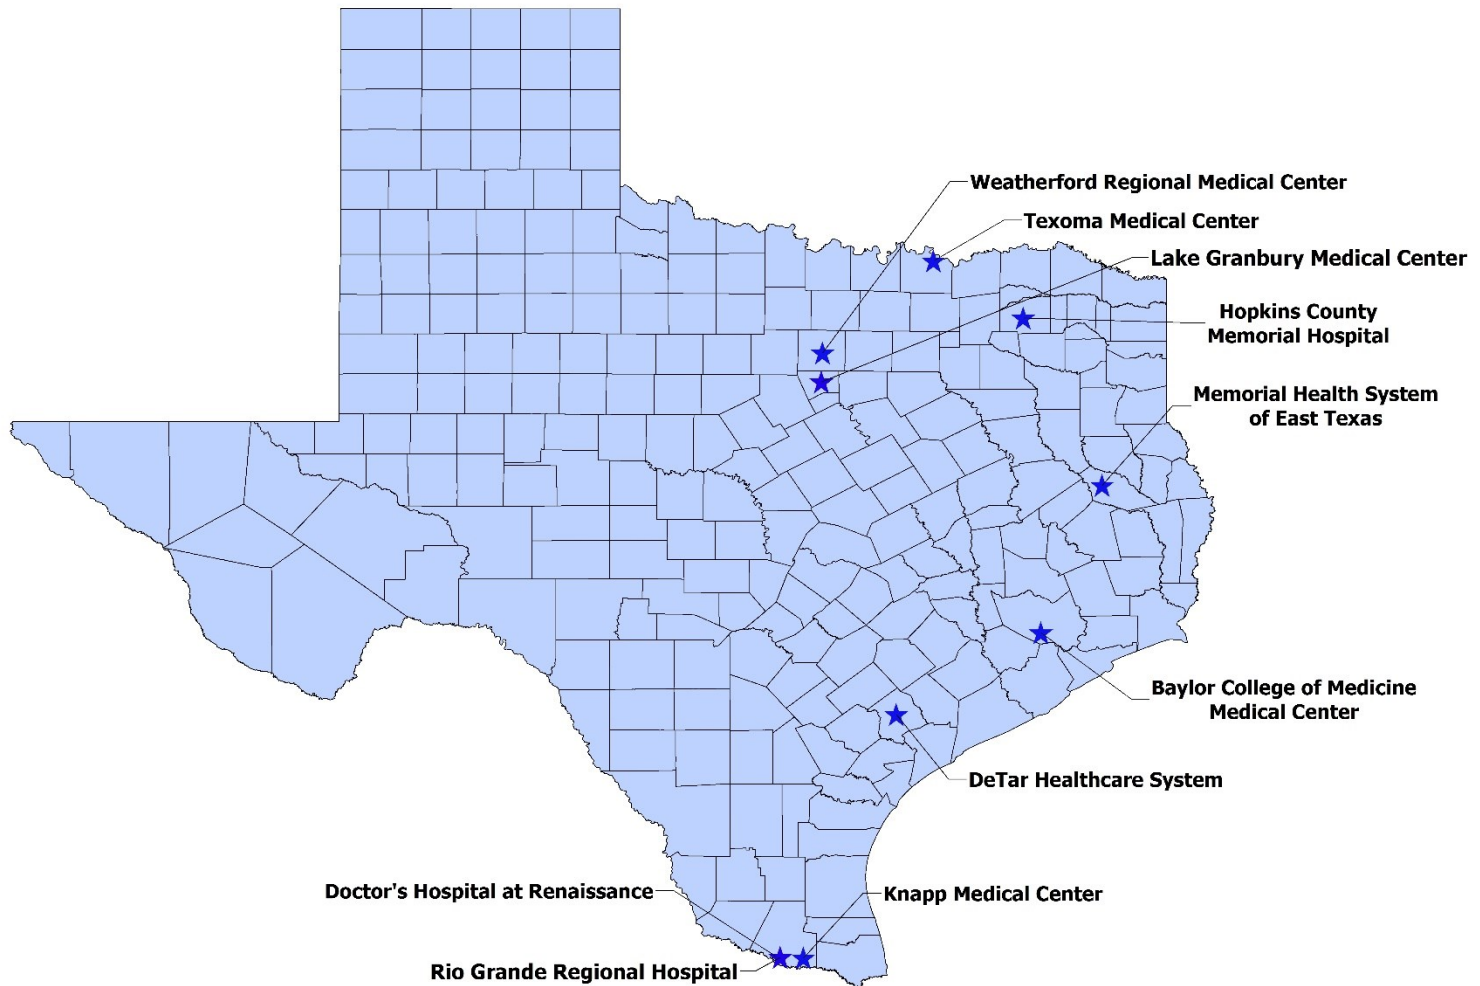 Weatherford Regional Medical Center
Texoma Medical Center
Lake Granbury Medical Center
Hopkins County
Memorial Hospital
Memorial Health System
of East Texas
Baylor College of Medicine
Medical Center
DeTar Healthcare System
Doctor's Hospital at Renaissance
Knapp Medical Center
Rio Grande Regional Hospital